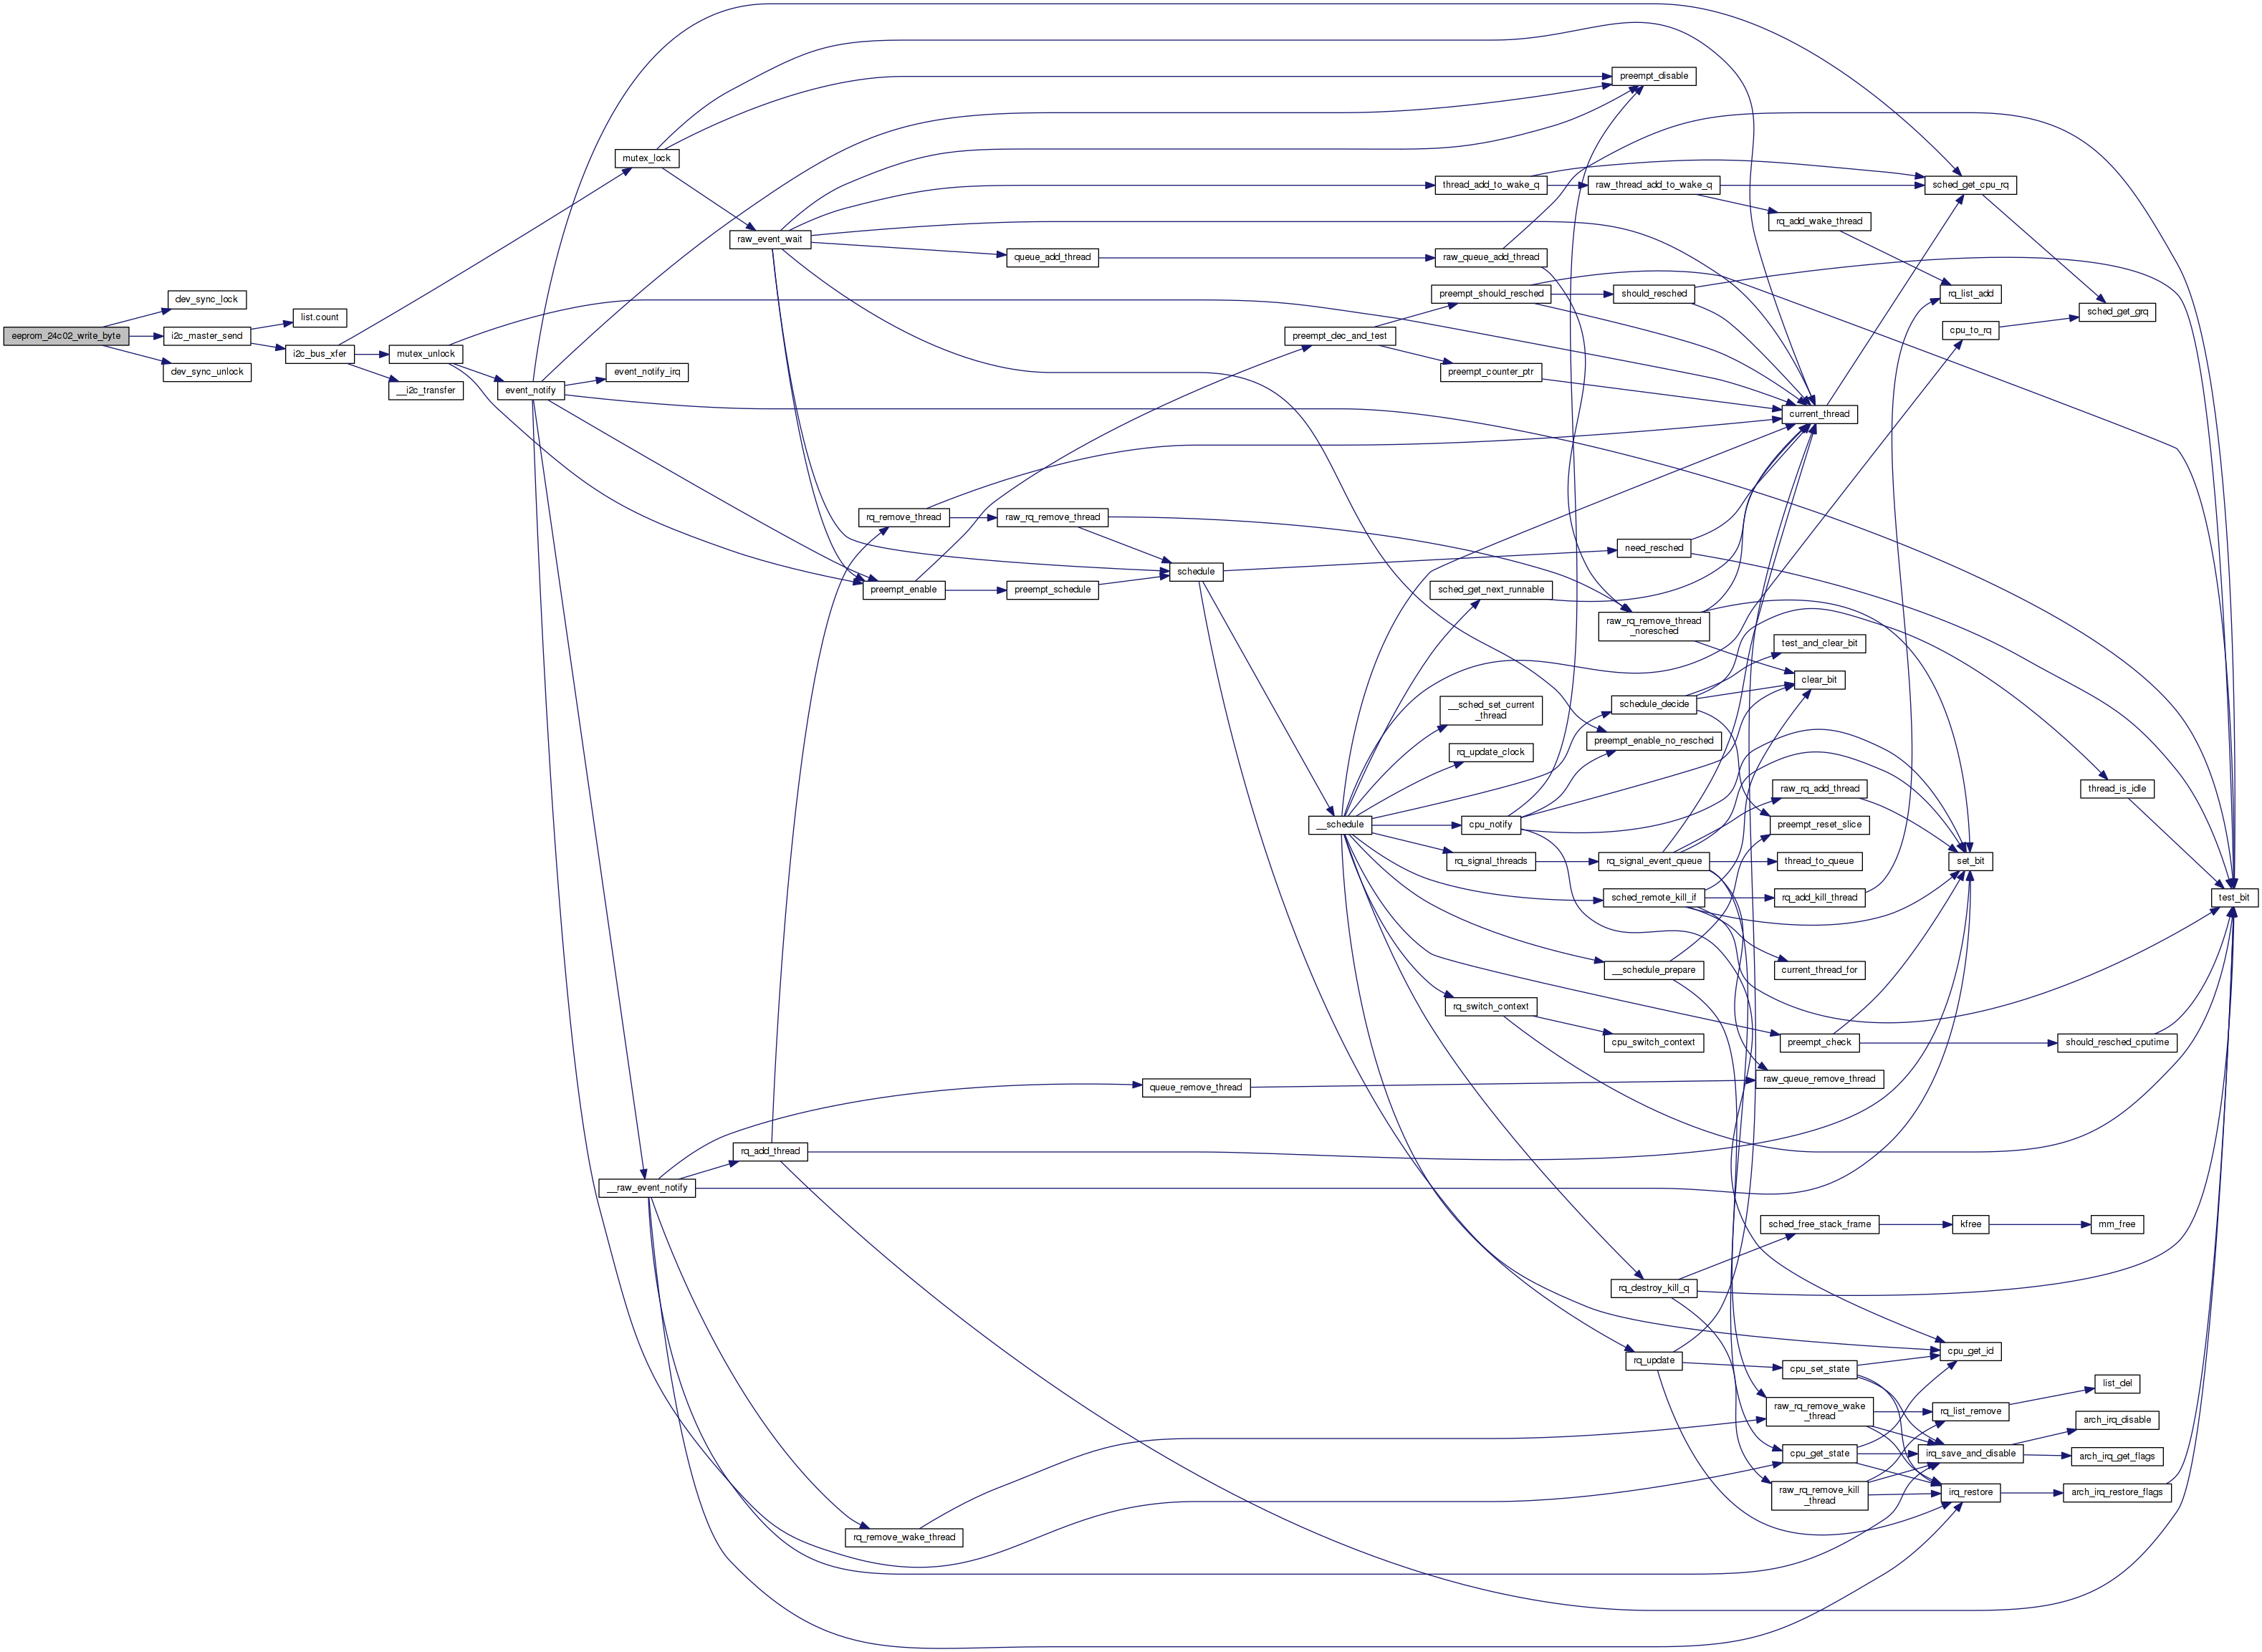 eeprom_24c02_write_byte
dev_sync_lock
i2c_master_send
dev_sync_unlock
list.count
i2c_bus_xfer
mutex_lock
mutex_unlock
__i2c_transfer
event_notify
event_notify_irq
raw_event_wait
preempt_disable
thread_add_to_wake_q
raw_thread_add_to_wake_q
sched_get_cpu_rq
rq_add_wake_thread
queue_add_thread
raw_queue_add_thread
preempt_should_resched
should_resched
rq_list_add
sched_get_grq
cpu_to_rq
preempt_dec_and_test
preempt_counter_ptr
current_thread
rq_remove_thread
raw_rq_remove_thread
need_resched
schedule
preempt_enable
preempt_schedule
sched_get_next_runnable
raw_rq_remove_thread
_noresched
test_and_clear_bit
clear_bit
__sched_set_current
_thread
schedule_decide
preempt_enable_no_resched
rq_update_clock
raw_rq_add_thread
thread_is_idle
__schedule
cpu_notify
preempt_reset_slice
rq_signal_threads
rq_signal_event_queue
thread_to_queue
set_bit
sched_remote_kill_if
rq_add_kill_thread
test_bit
__schedule_prepare
current_thread_for
rq_switch_context
cpu_switch_context
preempt_check
should_resched_cputime
queue_remove_thread
raw_queue_remove_thread
rq_add_thread
__raw_event_notify
sched_free_stack_frame
kfree
mm_free
rq_destroy_kill_q
rq_update
cpu_set_state
cpu_get_id
list_del
raw_rq_remove_wake
_thread
rq_list_remove
arch_irq_disable
cpu_get_state
irq_save_and_disable
arch_irq_get_flags
raw_rq_remove_kill
_thread
irq_restore
arch_irq_restore_flags
rq_remove_wake_thread